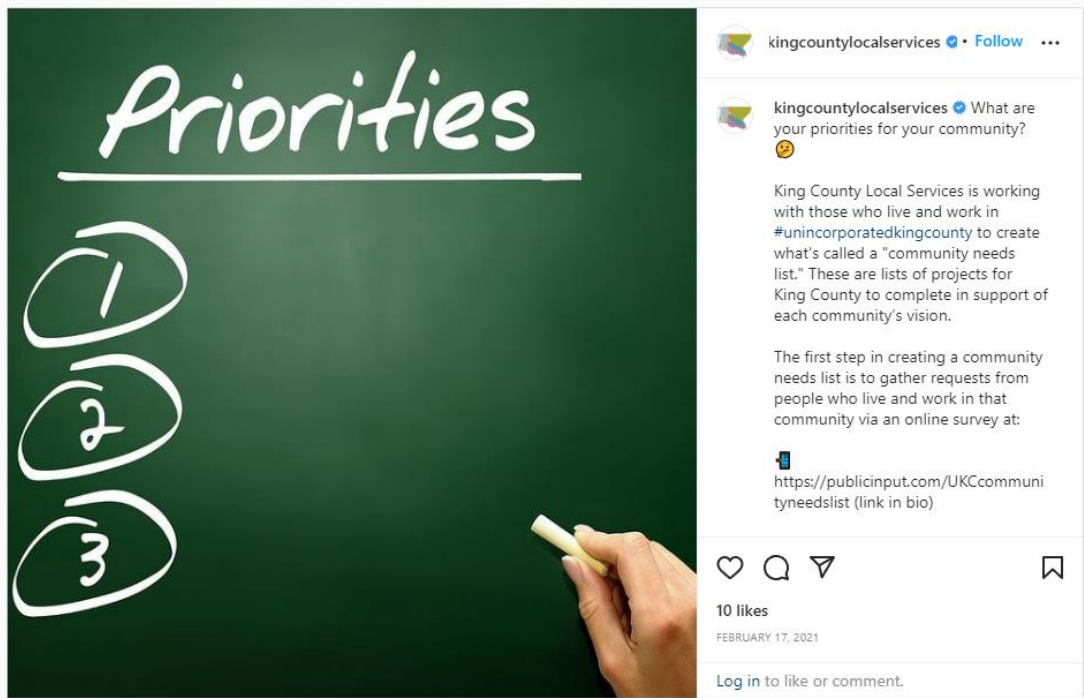 Priorities
1
2
3
kingcountylocalservices • Follow
kingcountylocalservices What are
your priorities for your community?
🤔
King County Local Services is working
with those who live and work in
#unincorporatedkingcounty to create
what's called a "community needs
list." These are lists of projects for
King County to complete in support of
each community's vision.
The first step in creating a community
needs list is to gather requests from
people who live and work in that
community via an online survey at:
📲
https://publicinput.com/UKCcommuni
tyneedslist (link in bio)
10 likes
FEBRUARY 17, 2021
Log in to like or comment.